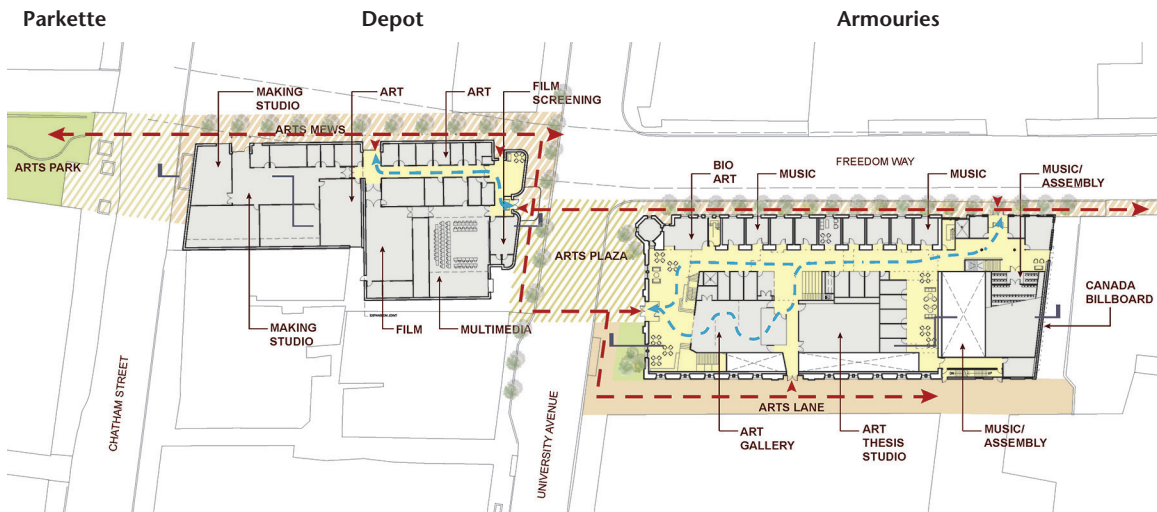 Parkette
Depot
Armouries
MAKING
STUDIO
ART
ART
FILM
SCREENING
ARTS MEWS
ARTS PARK
FREEDOM WAY
BIO
ART
MUSIC
MUSIC
MUSIC/
ASSEMBLY
ARTS PLAZA
CANADA
BILLBOARD
EXPANSION JOINT
MAKING
STUDIO
FILM
MULTIMEDIA
CHATHAM STREET
UNIVERSITY AVENUE
ARTS LANE
ART
GALLERY
ART
THESIS
STUDIO
MUSIC/
ASSEMBLY